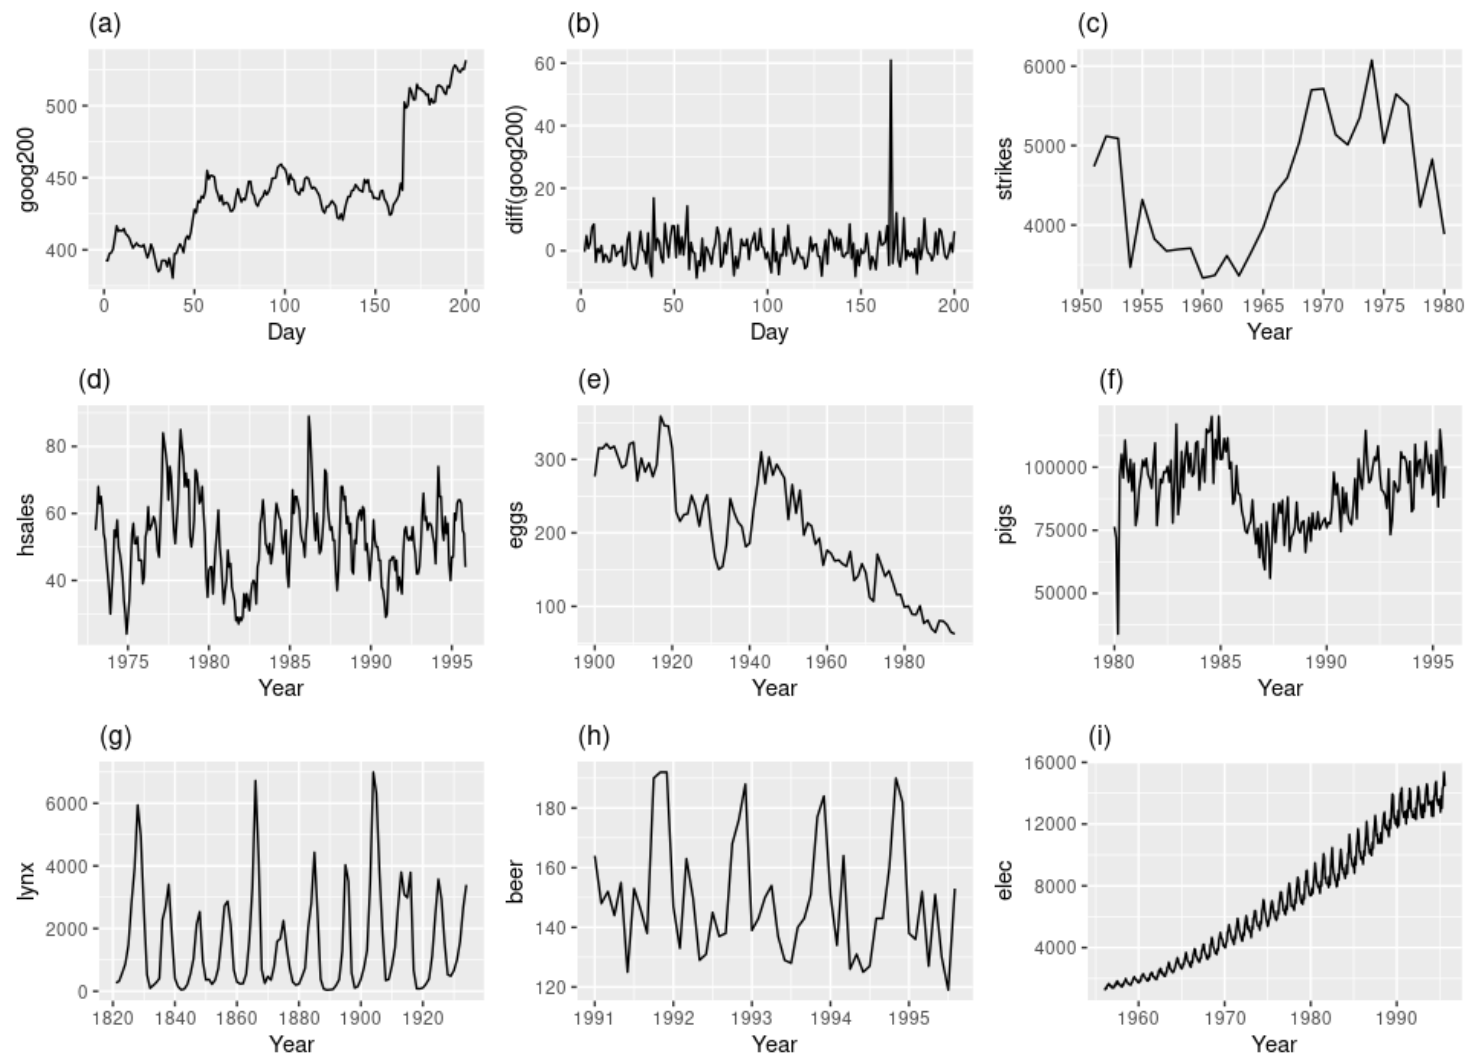 (a)
goog200
500
450
400
0 50 100 150 200
Day
(b)
diff(goog200)
60
40
20
0
0 50 100 150 200
Day
(c)
strikes
6000
5000
4000
1950 1955 1960 1965 1970 1975 1980
Year
(d)
hsales
80
60
40
1975 1980 1985 1990 1995
Year
(e)
eggs
300
200
100
1900 1920 1940 1960 1980
Year
(f)
pigs
100000
75000
50000
1980 1985 1990 1995
Year
(g)
lynx
6000
4000
2000
0
1820 1840 1860 1880 1900 1920
Year
(h)
beer
180
160
140
120
1991 1992 1993 1994 1995
Year
(i)
elec
16000
12000
8000
4000
1960 1970 1980 1990
Year